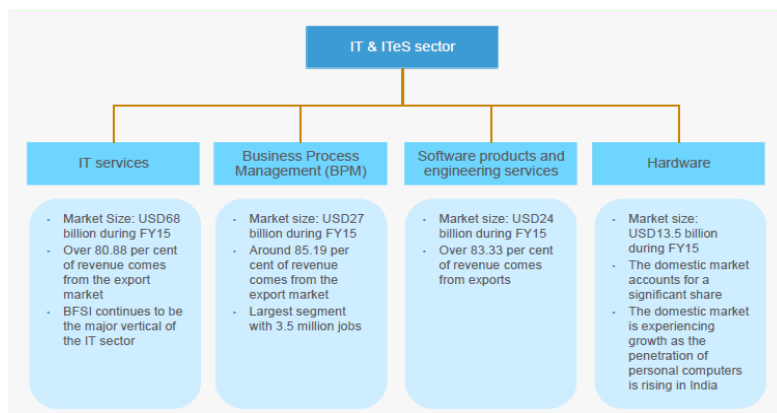 IT & ITeS sector
IT services
Business Process
Management (BPM)
Software products and
engineering services
Hardware
· Market Size: USD68
billion during FY15
· Over 80.88 per cent
of revenue comes
from the export
market
· BFSI continues to be
the major vertical of
the IT sector
· Market size: USD27
billion during FY15
· Around 85.19 per
cent of revenue
comes from the
export market
· Largest segment
with 3.5 million jobs
· Market size: USD24
billion during FY15
· Over 83.33 per cent
of revenue comes
from exports
· Market size:
USD13.5 billion
during FY15
· The domestic market
accounts for a
significant share
· The domestic market
is experiencing
growth as the
penetration of
personal computers
is rising in India